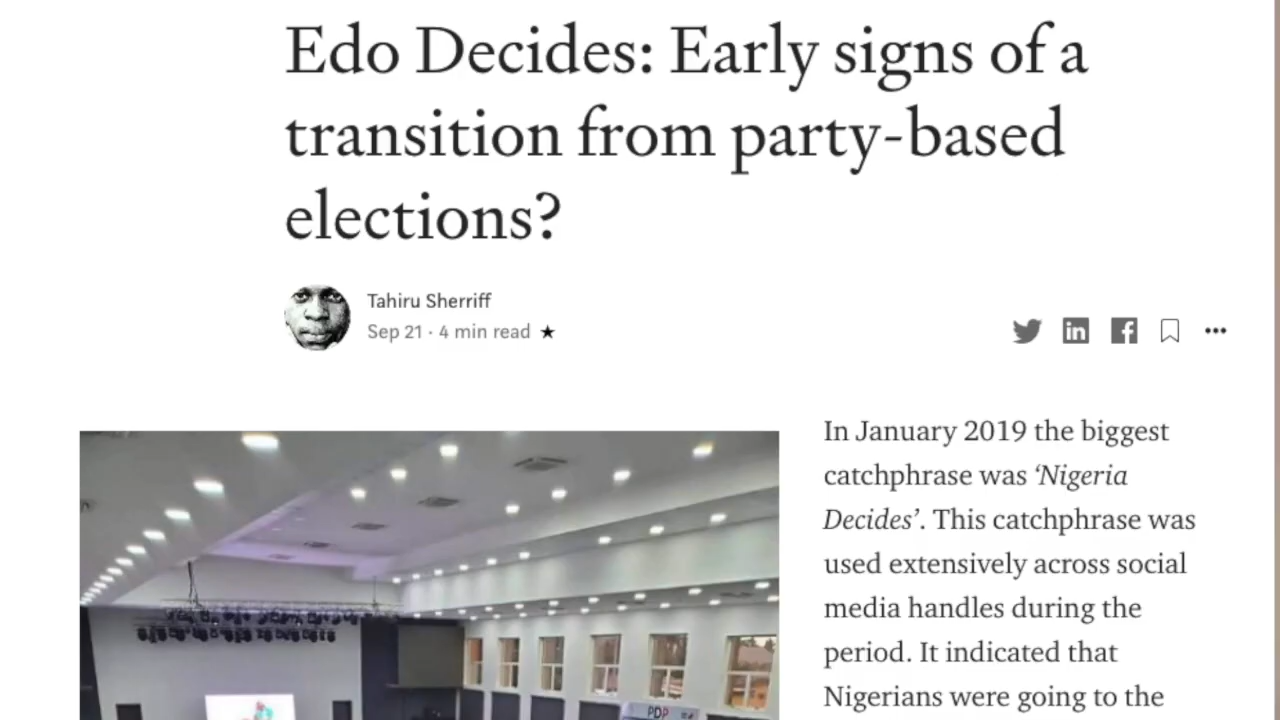 Edo Decides: Early signs of a
transition from party-based
elections?
Tahiru Sherriff
Sep 21 · 4 min read ★
In January 2019 the biggest
catchphrase was ‘Nigeria
Decides’. This catchphrase was
used extensively across social
media handles during the
period. It indicated that
Nigerians were going to the
PDP